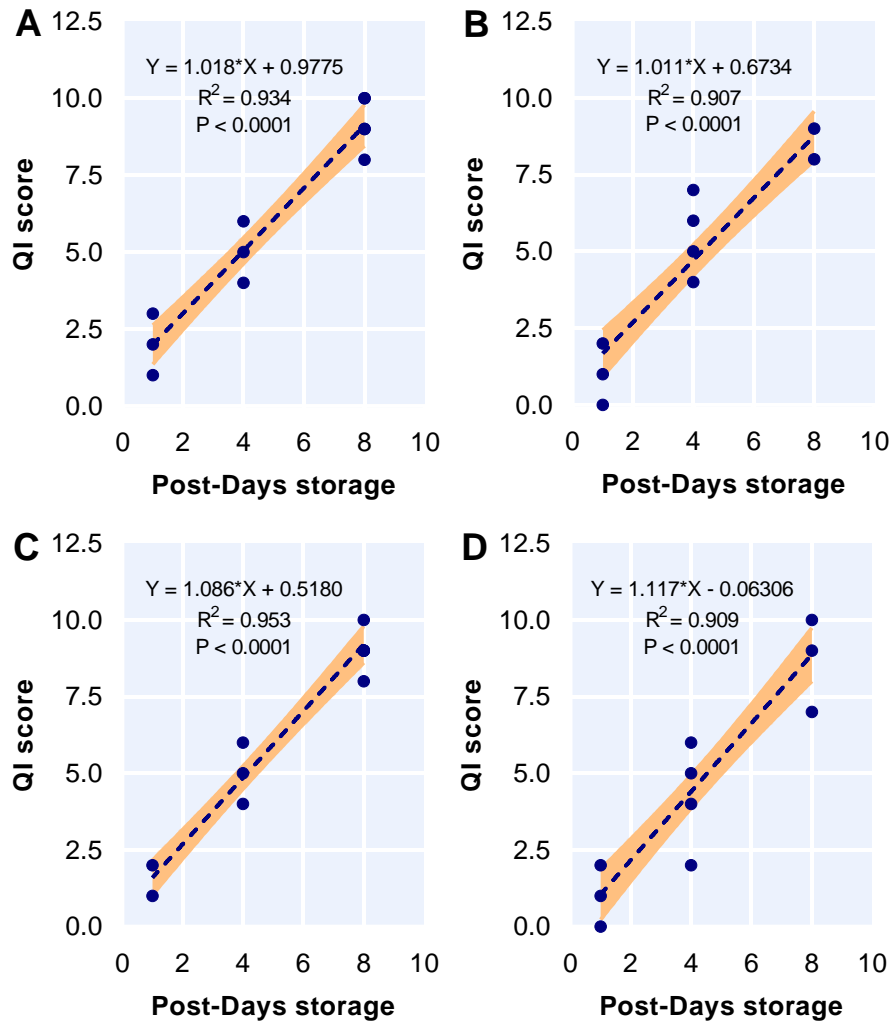 A
Y = 1.018*X + 0.9775
R² = 0.934
P < 0.0001
QI score
12.5
10.0
7.5
5.0
2.5
0.0
0 2 4 6 8 10
Post-Days storage
B
Y = 1.011*X + 0.6734
R² = 0.907
P < 0.0001
QI score
12.5
10.0
7.5
5.0
2.5
0.0
0 2 4 6 8 10
Post-Days storage
C
Y = 1.086*X + 0.5180
R² = 0.953
P < 0.0001
QI score
12.5
10.0
7.5
5.0
2.5
0.0
0 2 4 6 8 10
Post-Days storage
D
Y = 1.117*X - 0.06306
R² = 0.909
P < 0.0001
QI score
12.5
10.0
7.5
5.0
2.5
0.0
0 2 4 6 8 10
Post-Days storage